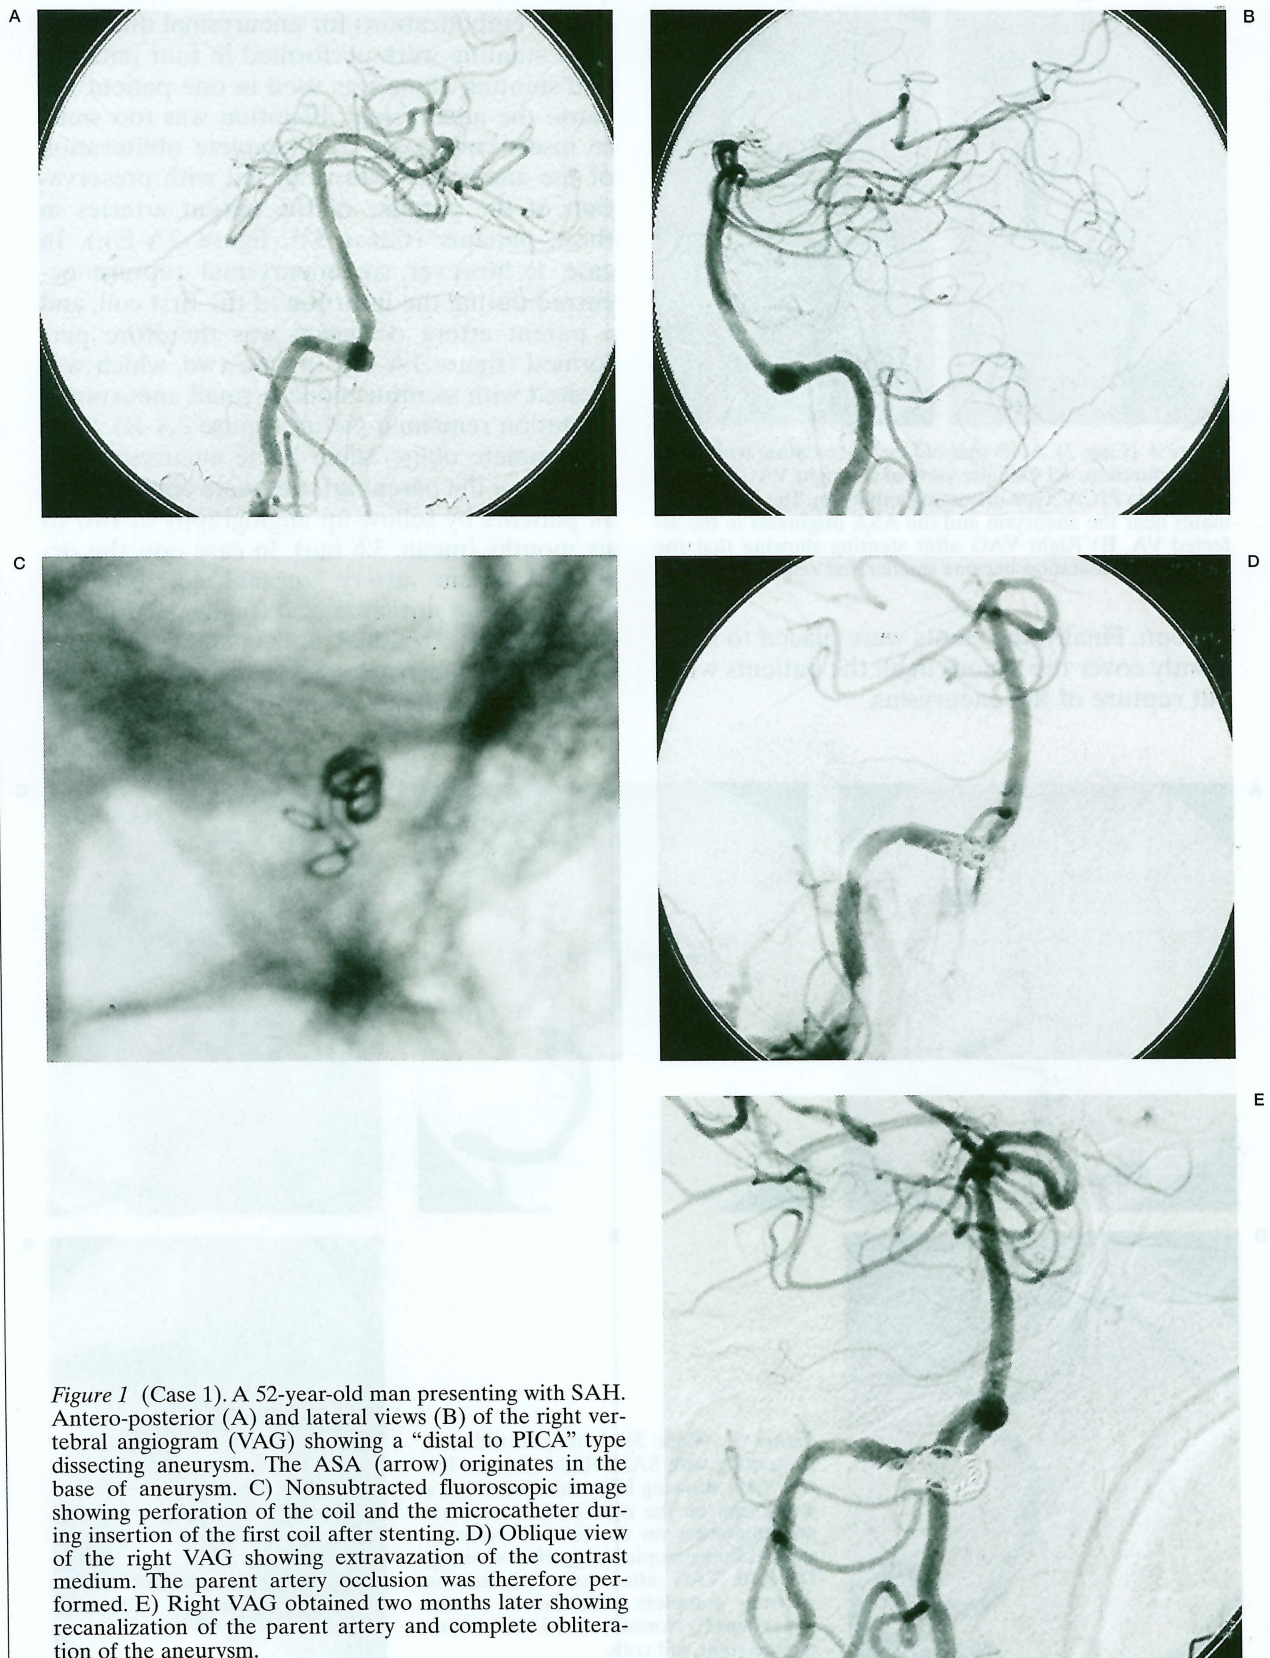 A
B
C
D
E
Figure 1 (Case 1). A 52-year-old man presenting with SAH.
Antero-posterior (A) and lateral views (B) of the right ver-
tebral angiogram (VAG) showing a “distal to PICA” type
dissecting aneurysm. The ASA (arrow) originates in the
base of aneurysm. C) Nonsubtracted fluoroscopic image
showing perforation of the coil and the microcatheter dur-
ing insertion of the first coil after stenting. D) Oblique view
of the right VAG showing extravazation of the contrast
medium. The parent artery occlusion was therefore per-
formed. E) Right VAG obtained two months later showing
recanalization of the parent artery and complete oblitera-
tion of the aneurysm.